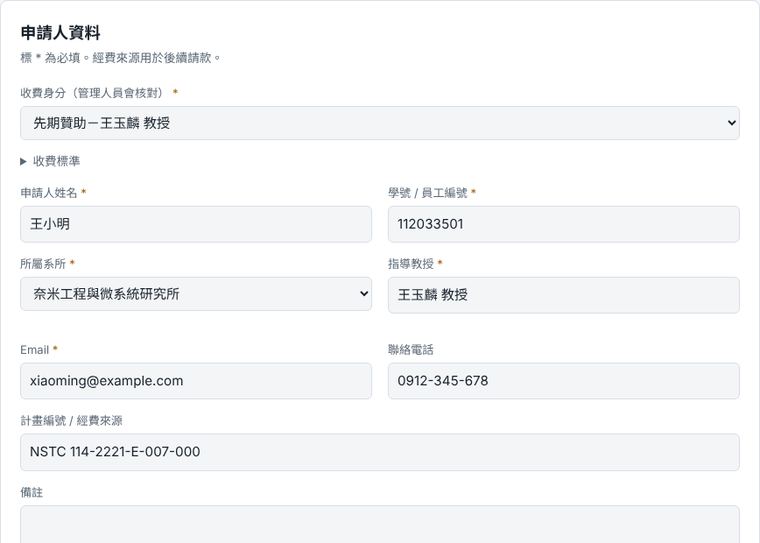 申請人資料
標 * 為必填。經費來源用於後續請款。
收費身分（管理人員會核對） *
先期贊助－王玉麟 教授
▶ 收費標準
申請人姓名 *
學號 / 員工編號 *
王小明
112033501
所屬系所 *
指導教授 *
奈米工程與微系統研究所
王玉麟 教授
Email *
聯絡電話
xiaoming@example.com
0912-345-678
計畫編號 / 經費來源
NSTC 114-2221-E-007-000
備註